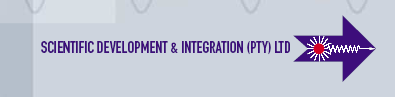 SCIENTIFIC DEVELOPMENT & INTEGRATION (PTY) LTD